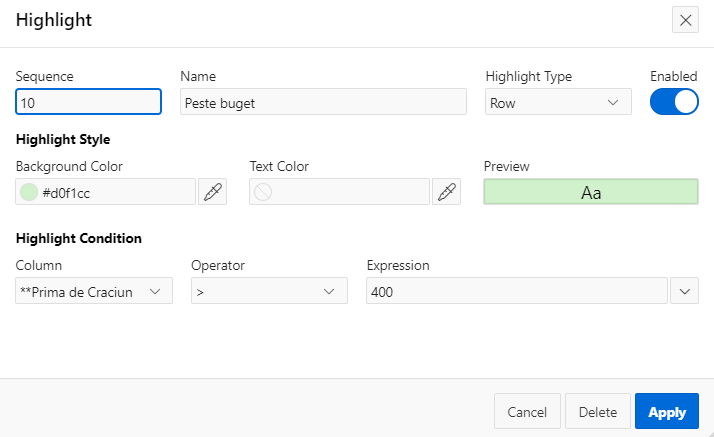 Highlight
Sequence Name Highlight Type Enabled
10 Peste buget Row
Highlight Style
Background Color Text Color Preview
#d0f1cc Aa
Highlight Condition
Column Operator Expression
**Prima de Craciun > 400
Cancel Delete Apply